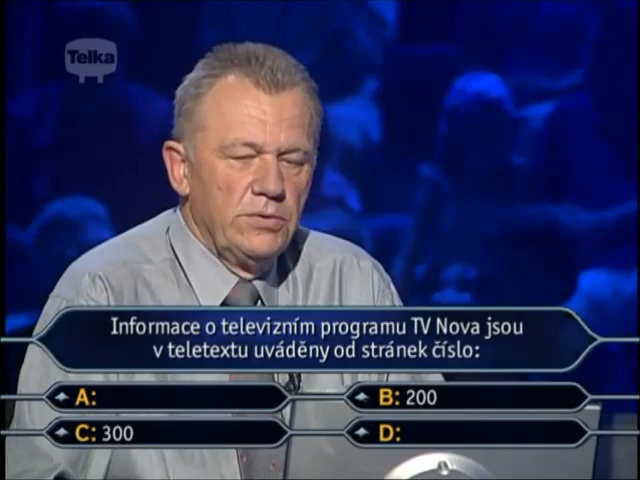 Telka
Informace o televizním programu TV Nova jsou
v teletextu uváděny od stránek číslo:
A:
B: 200
C: 300
D: